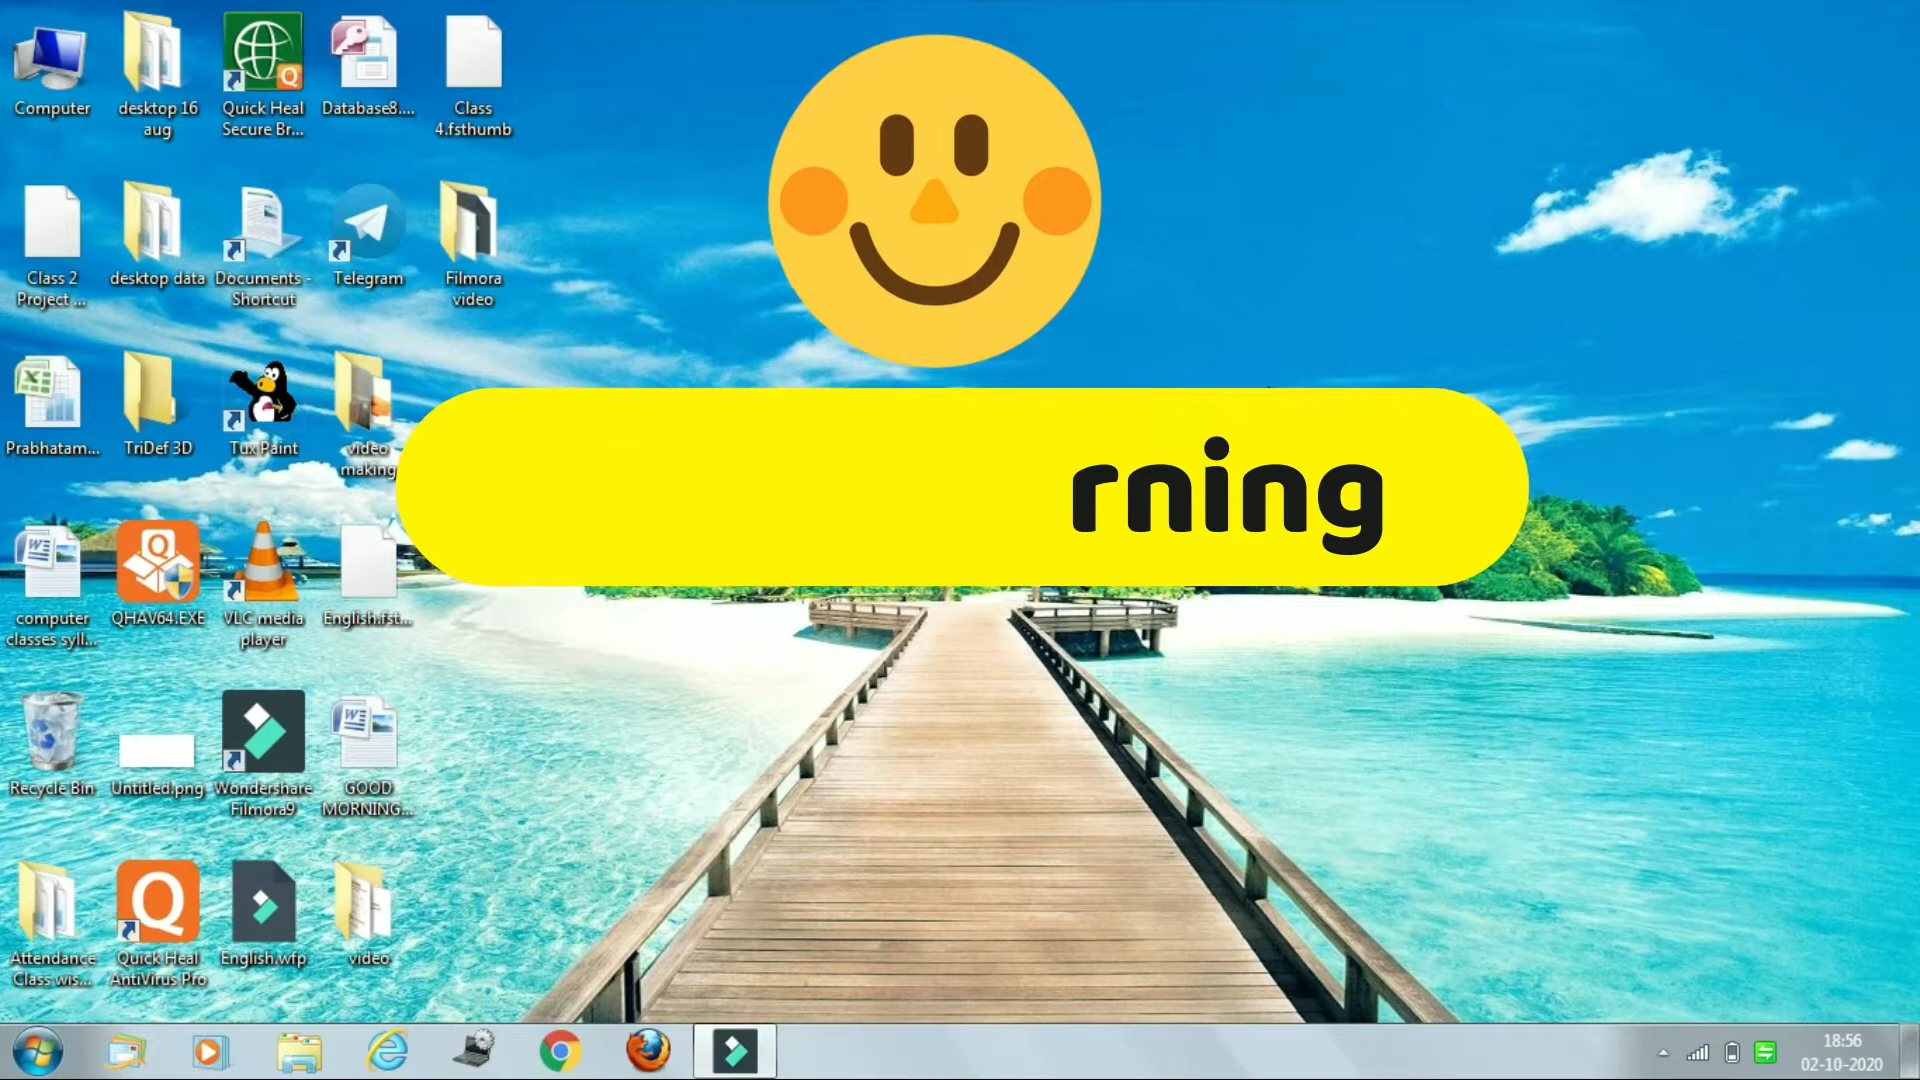 Computer
desktop 16
aug
Quick Heal
Secure Br...
Database8....
Class
4.fsthumb
Class 2
Project ...
desktop data
Documents -
Shortcut
Telegram
Filmora
video
Prabhatam...
TriDef 3D
Tux Paint
video
making
rning
computer
classes syll...
QHAV64.EXE
VLC media
player
English.fst...
Recycle Bin
Untitled.png
Wondershare
Filmora9
GOOD
MORNING...
Attendance
Class wis...
Quick Heal
AntiVirus Pro
English.wfp
video
18:56
02-10-2020